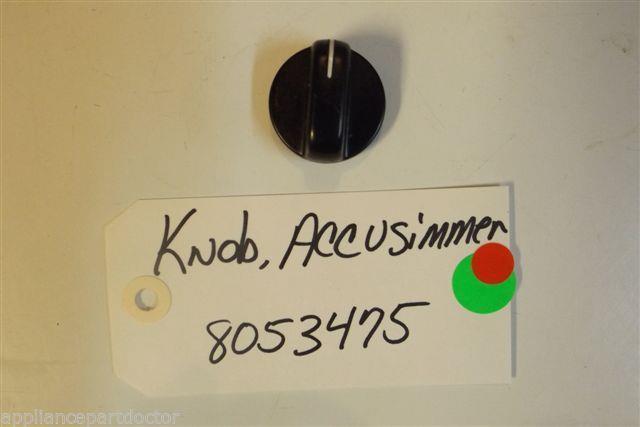 Knob, Accusimmer
8053475
appliancepartdoctor